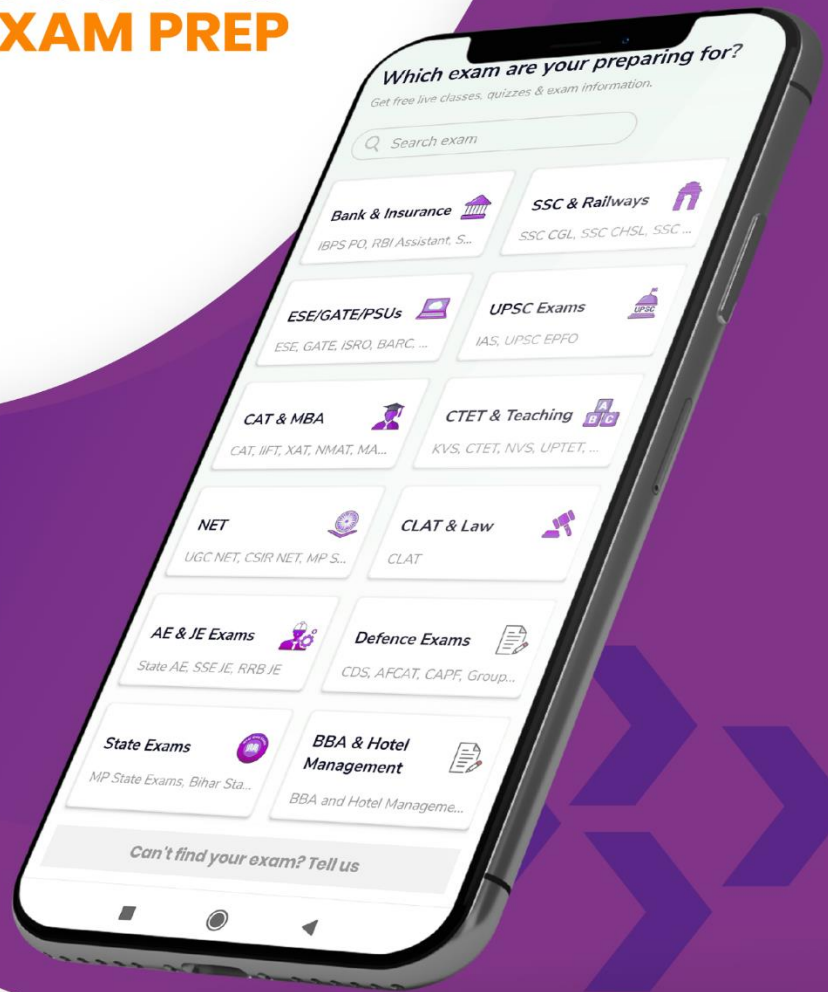 XAM PREP
Which exam are your preparing for?
Get free live classes, quizzes & exam information.
Search exam
Bank & Insurance
IBPS PO, RBI Assistant, S...
SSC & Railways
SSC CGL, SSC CHSL, SSC ...
ESE/GATE/PSUs
ESE, GATE, ISRO, BARC, ...
UPSC Exams
UPSC
IAS, UPSC EPFO
CAT & MBA
CAT, IIFT, XAT, NMAT, MA...
CTET & Teaching
A
B C
KVS, CTET, NVS, UPTET, ...
NET
UGC NET, CSIR NET, MP S...
CLAT & Law
CLAT
AE & JE Exams
State AE, SSE JE, RRB JE
Defence Exams
CDS, AFCAT, CAPF, Group...
State Exams
MP State Exams, Bihar Sta...
BBA & Hotel
Management
BBA and Hotel Manageme...
Can't find your exam? Tell us